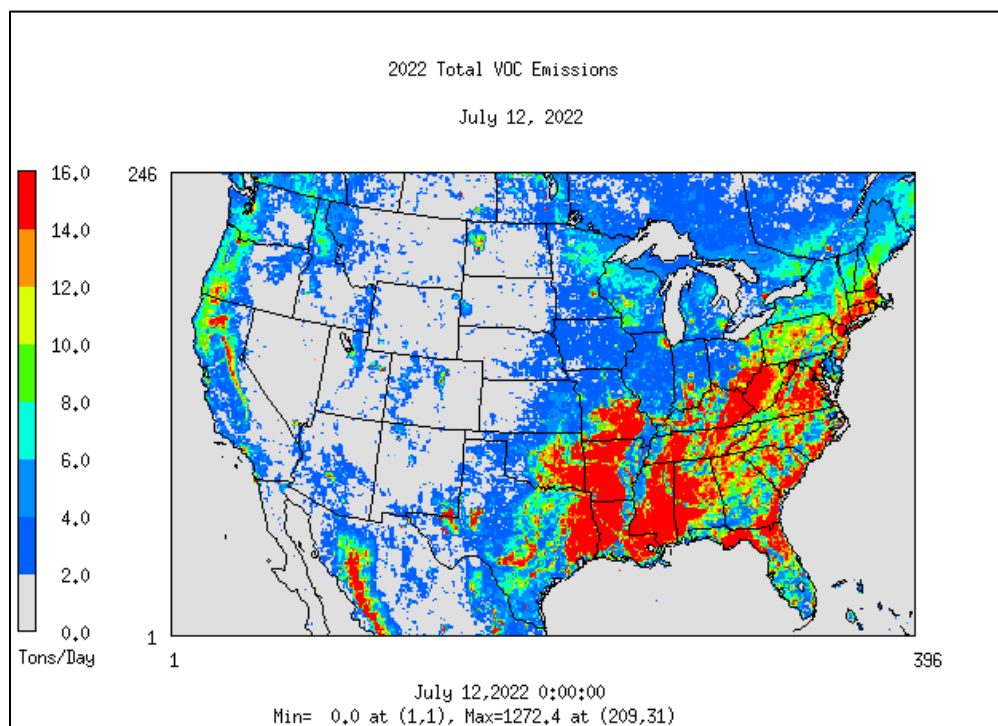 2022 Total VOC Emissions
July 12, 2022
16.0
14.0
12.0
10.0
8.0
6.0
4.0
2.0
0.0
Tons/Day
246
1
1
396
July 12,2022 0:00:00
Min= 0.0 at (1,1), Max=1272.4 at (209,31)